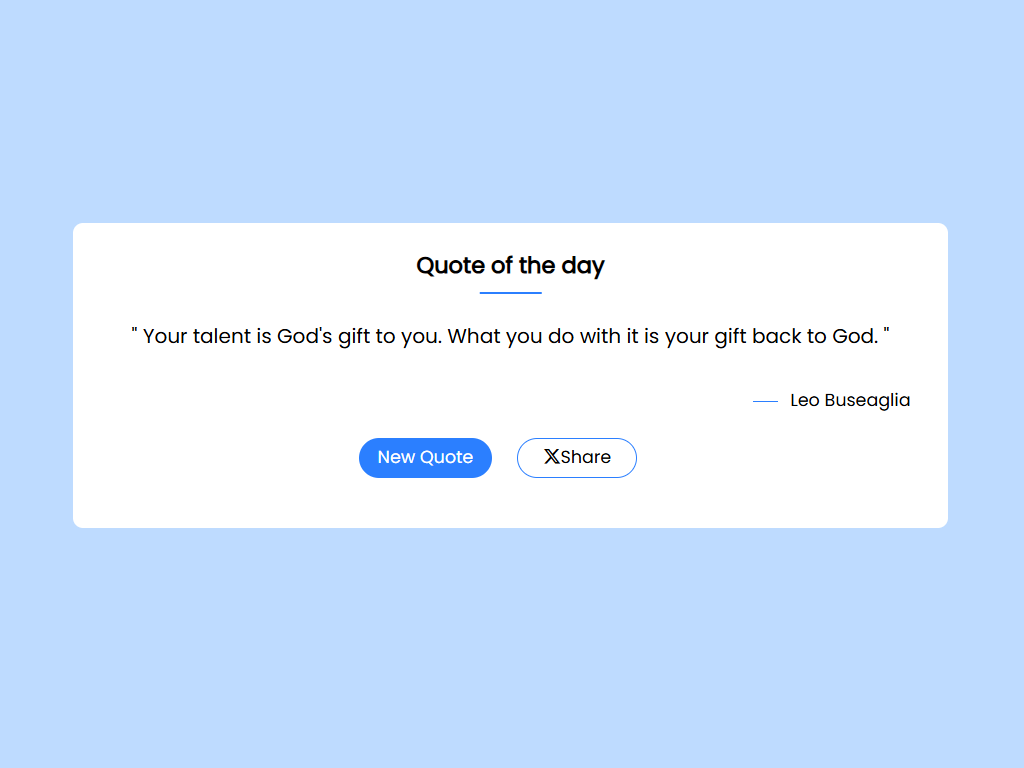 Quote of the day
" Your talent is God's gift to you. What you do with it is your gift back to God. "
Leo Buseaglia
New Quote
𝕏Share